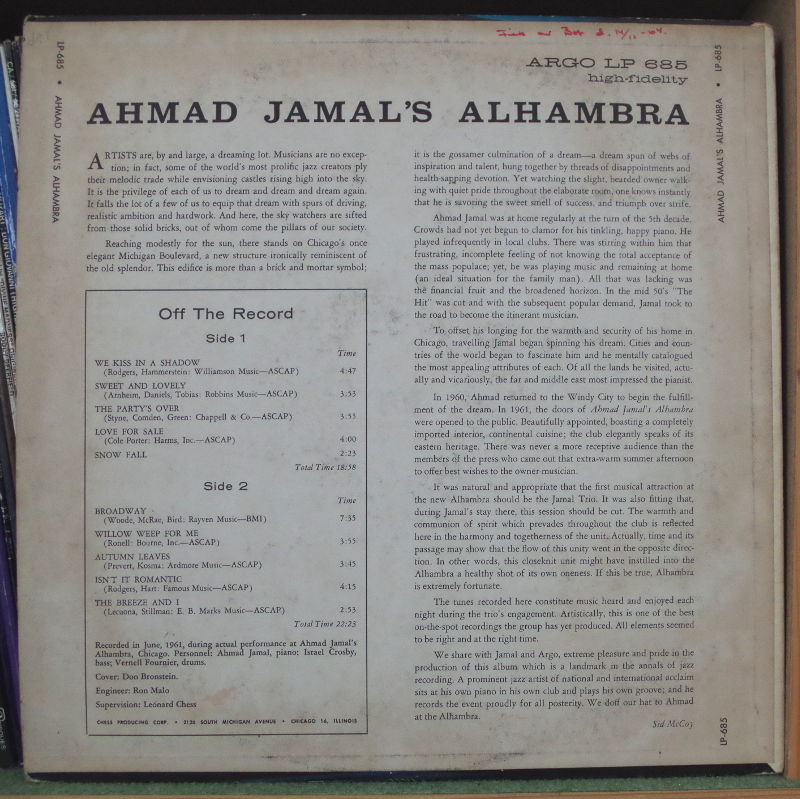 ARGO LP 685
high-fidelity
AHMAD JAMAL'S ALHAMBRA
LP-685 • AHMAD JAMAL'S ALHAMBRA
ARTISTS are, by and large, a dreaming lot. Musicians are no excep-
tion; in fact, some of the world's most prolific jazz creators ply
their melodic trade while envisioning castles rising high into the sky.
It is the privilege of each of us to dream and dream and dream again.
It falls the lot of a few of us to equip that dream with spurs of driving,
realistic ambition and hardwork. And here, the sky watchers are sifted
from those solid bricks, out of whom come the pillars of our society.
Reaching modestly for the sun, there stands on Chicago's once
elegant Michigan Boulevard, a new structure ironically reminiscent of
the old splendor. This edifice is more than a brick and mortar symbol;
Off The Record
Side 1
Time
WE KISS IN A SHADOW
(Rodgers, Hammerstein: Williamson Music—ASCAP) 4:47
SWEET AND LOVELY
(Arnheim, Daniels, Tobias: Robbins Music—ASCAP) 3:53
THE PARTY'S OVER
(Styne, Comden, Green: Chappell & Co.—ASCAP) 3:53
LOVE FOR SALE
(Cole Porter: Harms, Inc.—ASCAP) 4:00
SNOW FALL 2:23
Total Time 18:58
Side 2
Time
BROADWAY
(Woode, McRae, Bird: Rayven Music—BMI) 7:35
WILLOW WEEP FOR ME
(Ronell: Bourne, Inc.—ASCAP) 3:55
AUTUMN LEAVES
(Prevert, Kosma: Ardmore Music—ASCAP) 3:45
ISN'T IT ROMANTIC
(Rodgers, Hart: Famous Music—ASCAP) 4:15
THE BREEZE AND I
(Lecuona, Stillman: E. B. Marks Music—ASCAP) 2:53
Total Time 22:23
Recorded in June, 1961, during actual performance at Ahmad Jamal's
Alhambra, Chicago. Personnel: Ahmad Jamal, piano; Israel Crosby,
bass; Vernell Fournier, drums.
Cover: Don Bronstein.
Engineer: Ron Malo
Supervision: Leonard Chess
CHESS PRODUCING CORP. • 2120 SOUTH MICHIGAN AVENUE • CHICAGO 16, ILLINOIS
it is the gossamer culmination of a dream—a dream spun of webs of
inspiration and talent, hung together by threads of disappointments and
health-sapping devotion. Yet watching the slight, bearded owner walk-
ing with quiet pride throughout the elaborate room, one knows instantly
that he is savoring the sweet smell of success, and triumph over strife.
Ahmad Jamal was at home regularly at the turn of the 5th decade.
Crowds had not yet begun to clamor for his tinkling, happy piano. He
played infrequently in local clubs. There was stirring within him that
frustrating, incomplete feeling of not knowing the total acceptance of
the mass populace; yet, he was playing music and remaining at home
(an ideal situation for the family man). All that was lacking was
the financial fruit and the broadened horizon. In the mid 50's "The
Hit" was cut and with the subsequent popular demand, Jamal took to
the road to become the itinerant musician.
To offset his longing for the warmth and security of his home in
Chicago, travelling Jamal began spinning his dream. Cities and coun-
tries of the world began to fascinate him and he mentally catalogued
the most appealing attributes of each. Of all the lands he visited, actu-
ally and vicariously, the far and middle east most impressed the pianist.
In 1960, Ahmad returned to the Windy City to begin the fulfill-
ment of the dream. In 1961, the doors of Ahmad Jamal's Alhambra
were opened to the public. Beautifully appointed, boasting a completely
imported interior, continental cuisine; the club elegantly speaks of its
eastern heritage. There was never a more receptive audience than the
members of the press who came out that extra-warm summer afternoon
to offer best wishes to the owner-musician.
It was natural and appropriate that the first musical attraction at
the new Alhambra should be the Jamal Trio. It was also fitting that,
during Jamal's stay there, this session should be cut. The warmth and
communion of spirit which prevades throughout the club is reflected
here in the harmony and togetherness of the unit. Actually, time and its
passage may show that the flow of this unity went in the opposite direc-
tion. In other words, this closeknit unit might have instilled into the
Alhambra a healthy shot of its own oneness. If this be true, Alhambra
is extremely fortunate.
The tunes recorded here constitute music heard and enjoyed each
night during the trio's engagement. Artistically, this is one of the best
on-the-spot recordings the group has yet produced. All elements seemed
to be right and at the right time.
We share with Jamal and Argo, extreme pleasure and pride in the
production of this album which is a landmark in the annals of jazz
recording. A prominent jazz artist of national and international acclaim
sits at his own piano in his own club and plays his own groove; and he
records the event proudly for all posterity. We doff our hat to Ahmad
at the Alhambra.
Sid McCoy
AHMAD JAMAL'S ALHAMBRA • LP-685
LP-685